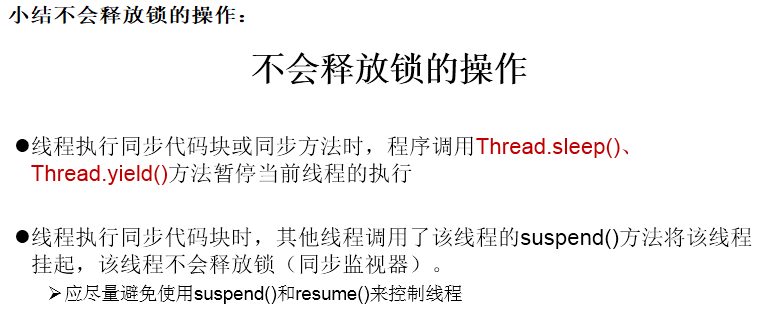 小结不会释放锁的操作：
不会释放锁的操作
●线程执行同步代码块或同步方法时，程序调用Thread.sleep()、
Thread.yield()方法暂停当前线程的执行
●线程执行同步代码块时，其他线程调用了该线程的suspend()方法将该线程
挂起，该线程不会释放锁（同步监视器）。
➢应尽量避免使用suspend()和resume()来控制线程